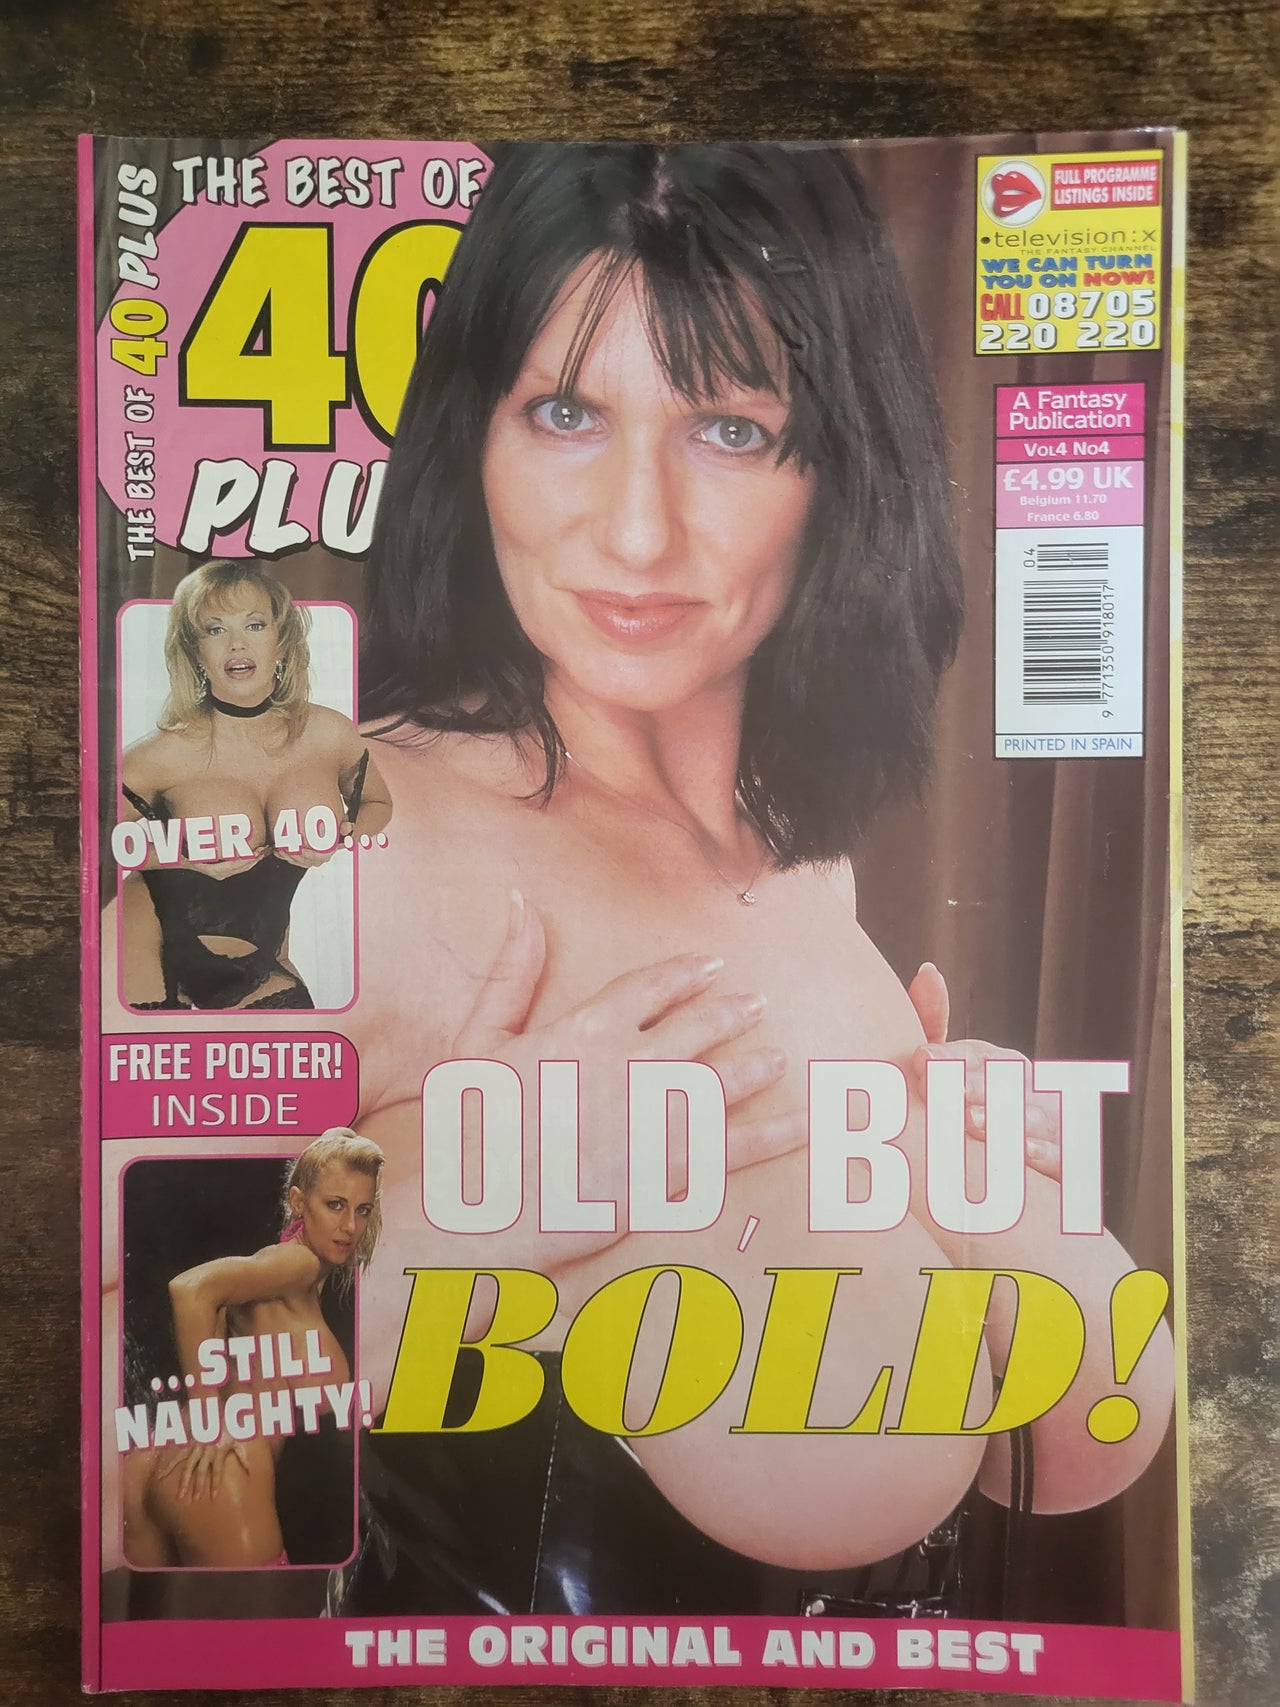 THE BEST OF 40 PLUS
THE BEST OF
40
PLU
FULL PROGRAMME
LISTINGS INSIDE
television:x
THE FANTASY CHANNEL
WE CAN TURN
YOU ON NOW!
CALL 08705
220 220
A Fantasy
Publication
VOL4 No4
£4.99 UK
Belgium 11.70
France 6.80
04
9 771350 918017
PRINTED IN SPAIN
OVER 40...
FREE POSTER!
INSIDE
...STILL
NAUGHTY!
OLD, BUT
BOLD!
THE ORIGINAL AND BEST